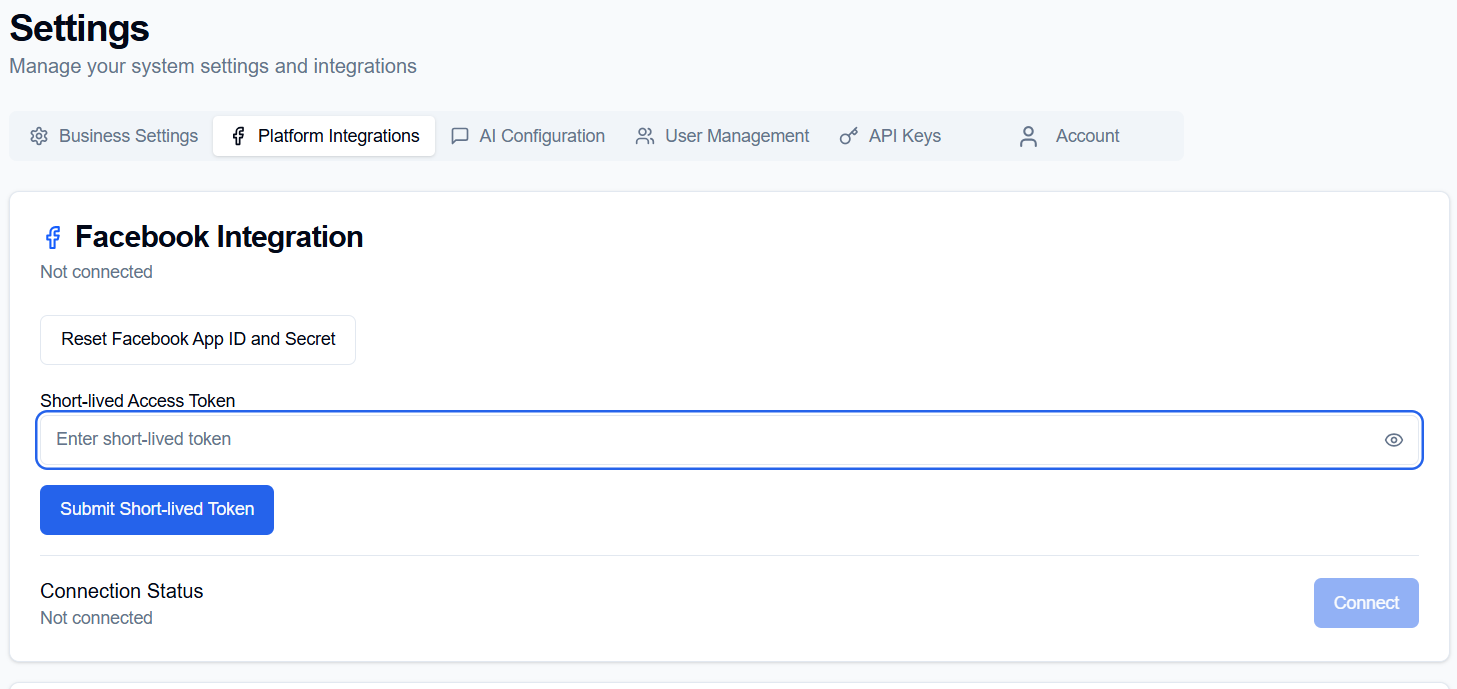 Settings
Manage your system settings and integrations
Business Settings Platform Integrations AI Configuration User Management API Keys Account
Facebook Integration
Not connected
Reset Facebook App ID and Secret
Short-lived Access Token
Enter short-lived token
Submit Short-lived Token
Connection Status
Not connected
Connect